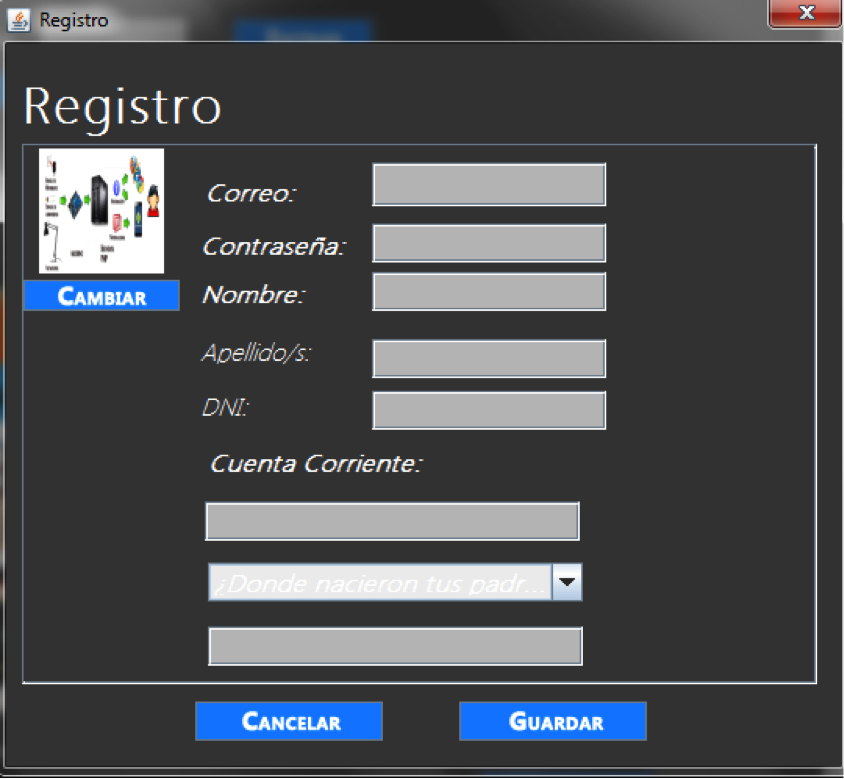 Registro
Registro
Correo:
Contraseña:
CAMBIAR
Nombre:
Apellido/s:
DNI:
Cuenta Corriente:
¿Donde nacieron tus padr...
CANCELAR
GUARDAR